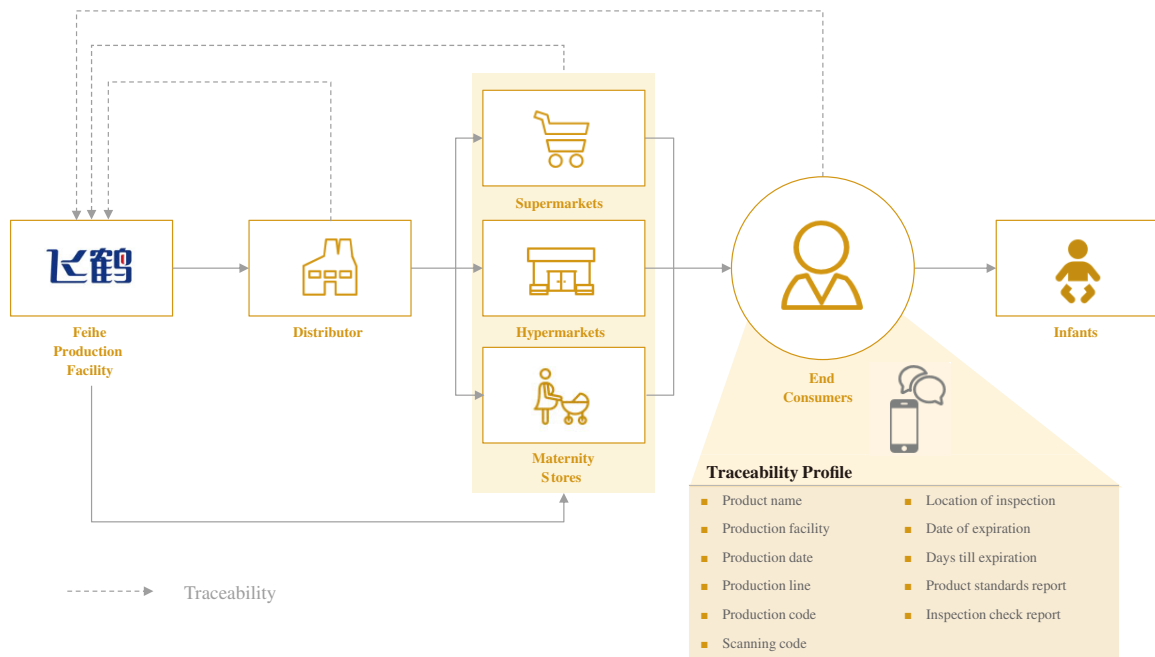 Supermarkets
飞鹤
Feihe
Production
Facility
Distributor
Hypermarkets
Maternity
Stores
End
Consumers
Infants
Traceability Profile
Product name
Production facility
Production date
Production line
Production code
Scanning code
Location of inspection
Date of expiration
Days till expiration
Product standards report
Inspection check report
Traceability